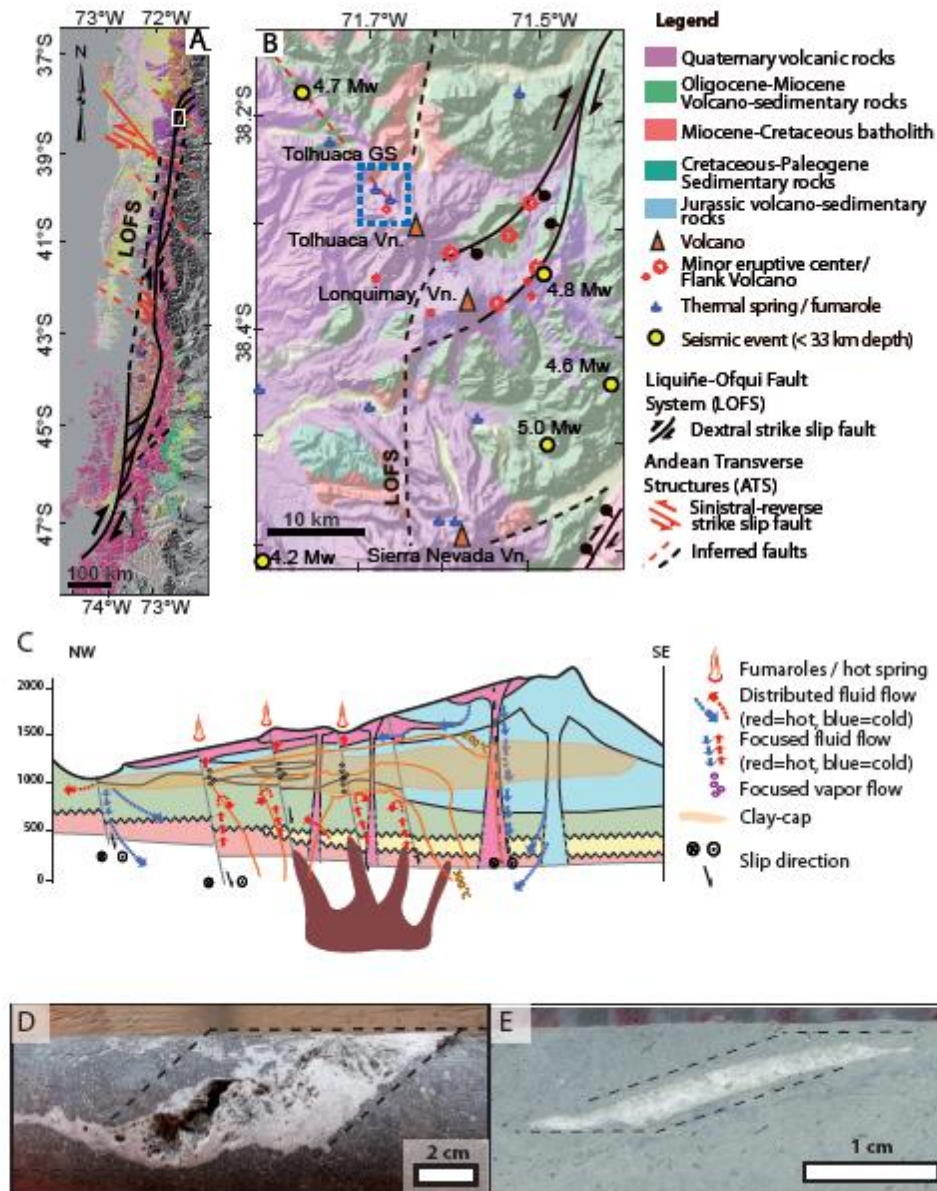 73°W 72°W
A
37°S
N
39°S
41°S
43°S
45°S
47°S
LOFS
100 km
74°W 73°W
B
71.7°W 71.5°W
38.2°S
38.4°S
4.7 Mw
Tolhuaca GS
Tolhuaca Vn.
Lonquimay Vn.
4.8 Mw
4.6 Mw
5.0 Mw
LOFS
10 km
4.2 Mw
Sierra Nevada Vn.
Legend
Quaternary volcanic rocks
Oligocene-Miocene
Volcano-sedimentary rocks
Miocene-Cretaceous batholith
Cretaceous-Paleogene
Sedimentary rocks
Jurassic volcano-sedimentary
rocks
Volcano
Minor eruptive center/
Flank Volcano
Thermal spring / fumarole
Seismic event (< 33 km depth)
Liquiñe-Ofqui Fault
System (LOFS)
Dextral strike slip fault
Andean Transverse
Structures (ATS)
Sinistral-reverse
strike slip fault
Inferred faults
C
NW SE
2000
1500
1000
500
0
Fumaroles / hot spring
Distributed fluid flow
(red=hot, blue=cold)
Focused fluid flow
(red=hot, blue=cold)
Focused vapor flow
Clay-cap
Slip direction
D
2 cm
E
1 cm